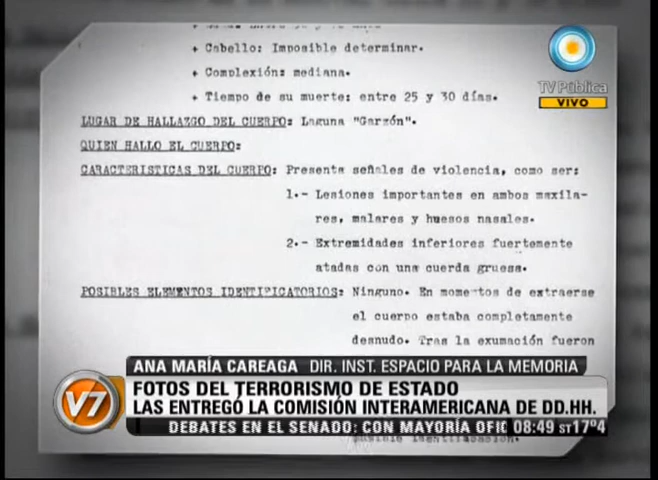 + Cabello: Imposible determinar.
+ Complexión: mediana.
+ Tiempo de su muerte: entre 25 y 30 días.
LUGAR DE HALLAZGO DEL CUERPO: Laguna "Garzón".
QUIEN HALLO EL CUERPO:
CARACTERISTICAS DEL CUERPO: Presenta señales de violencia, como ser:
1.- Lesiones importantes en ambos maxila-
res, malares y huesos nasales.
2.- Extremidades inferiores fuertemente
atadas con una cuerda gruesa.
POSIBLES ELEMENTOS IDENTIFICATORIOS: Ninguno. En momentos de extraerse
el cuerpo estaba completamente
desnudo. Tras la exumación fueron
TV Pública
VIVO
ANA MARÍA CAREAGA DIR. INST. ESPACIO PARA LA MEMORIA
V7
FOTOS DEL TERRORISMO DE ESTADO
LAS ENTREGÓ LA COMISIÓN INTERAMERICANA DE DD.HH.
DEBATES EN EL SENADO: CON MAYORÍA OFIC 08:49 ST 17°4
posible identificación.